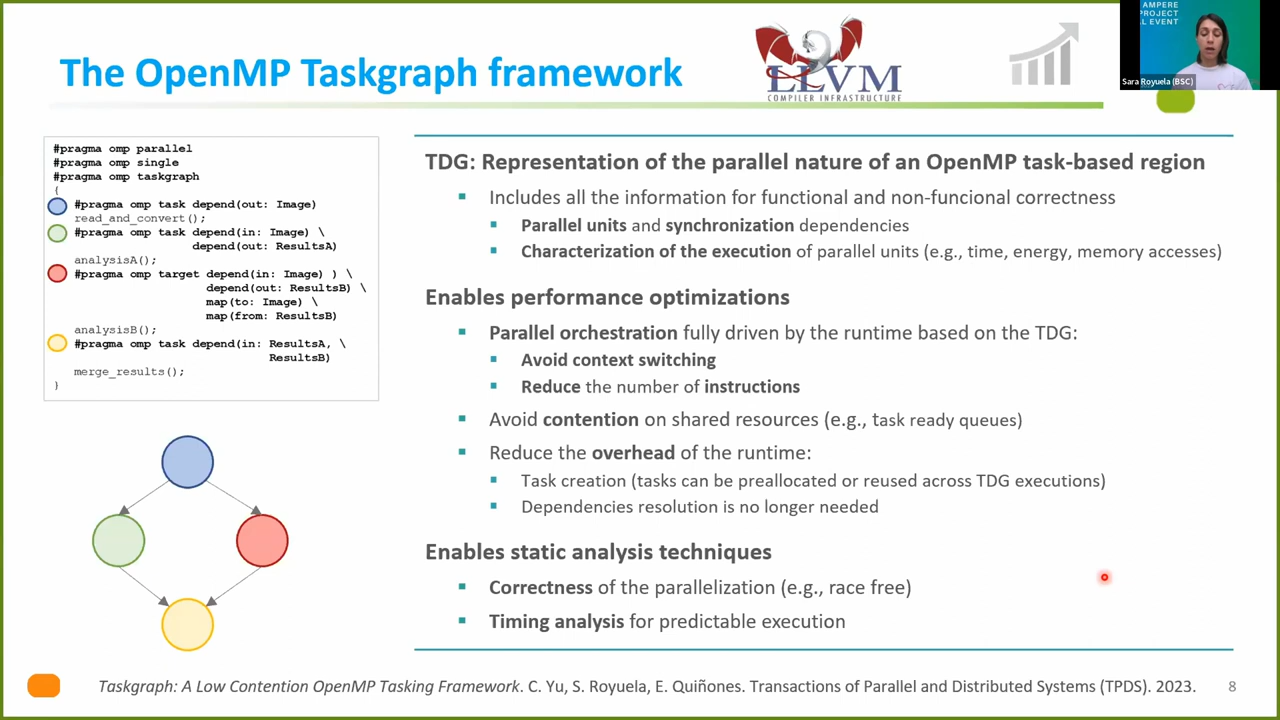 The OpenMP Taskgraph framework
LLVM
COMPILER INFRASTRUCTURE
AMPERE
PROJECT
L EVENT
Sara Royuela (BSC)
#pragma omp parallel
#pragma omp single
#pragma omp taskgraph
{
#pragma omp task depend(out: Image)
read_and_convert();
#pragma omp task depend(in: Image) \
depend(out: ResultsA)
analysisA();
#pragma omp target depend(in: Image) ) \
depend(out: ResultsB) \
map(to: Image) \
map(from: ResultsB)
analysisB();
#pragma omp task depend(in: ResultsA, \
ResultsB)
merge_results();
}
TDG: Representation of the parallel nature of an OpenMP task-based region
Includes all the information for functional and non-funcional correctness
Parallel units and synchronization dependencies
Characterization of the execution of parallel units (e.g., time, energy, memory accesses)
Enables performance optimizations
Parallel orchestration fully driven by the runtime based on the TDG:
Avoid context switching
Reduce the number of instructions
Avoid contention on shared resources (e.g., task ready queues)
Reduce the overhead of the runtime:
Task creation (tasks can be preallocated or reused across TDG executions)
Dependencies resolution is no longer needed
Enables static analysis techniques
Correctness of the parallelization (e.g., race free)
Timing analysis for predictable execution
Taskgraph: A Low Contention OpenMP Tasking Framework. C. Yu, S. Royuela, E. Quiñones. Transactions of Parallel and Distributed Systems (TPDS). 2023.
8